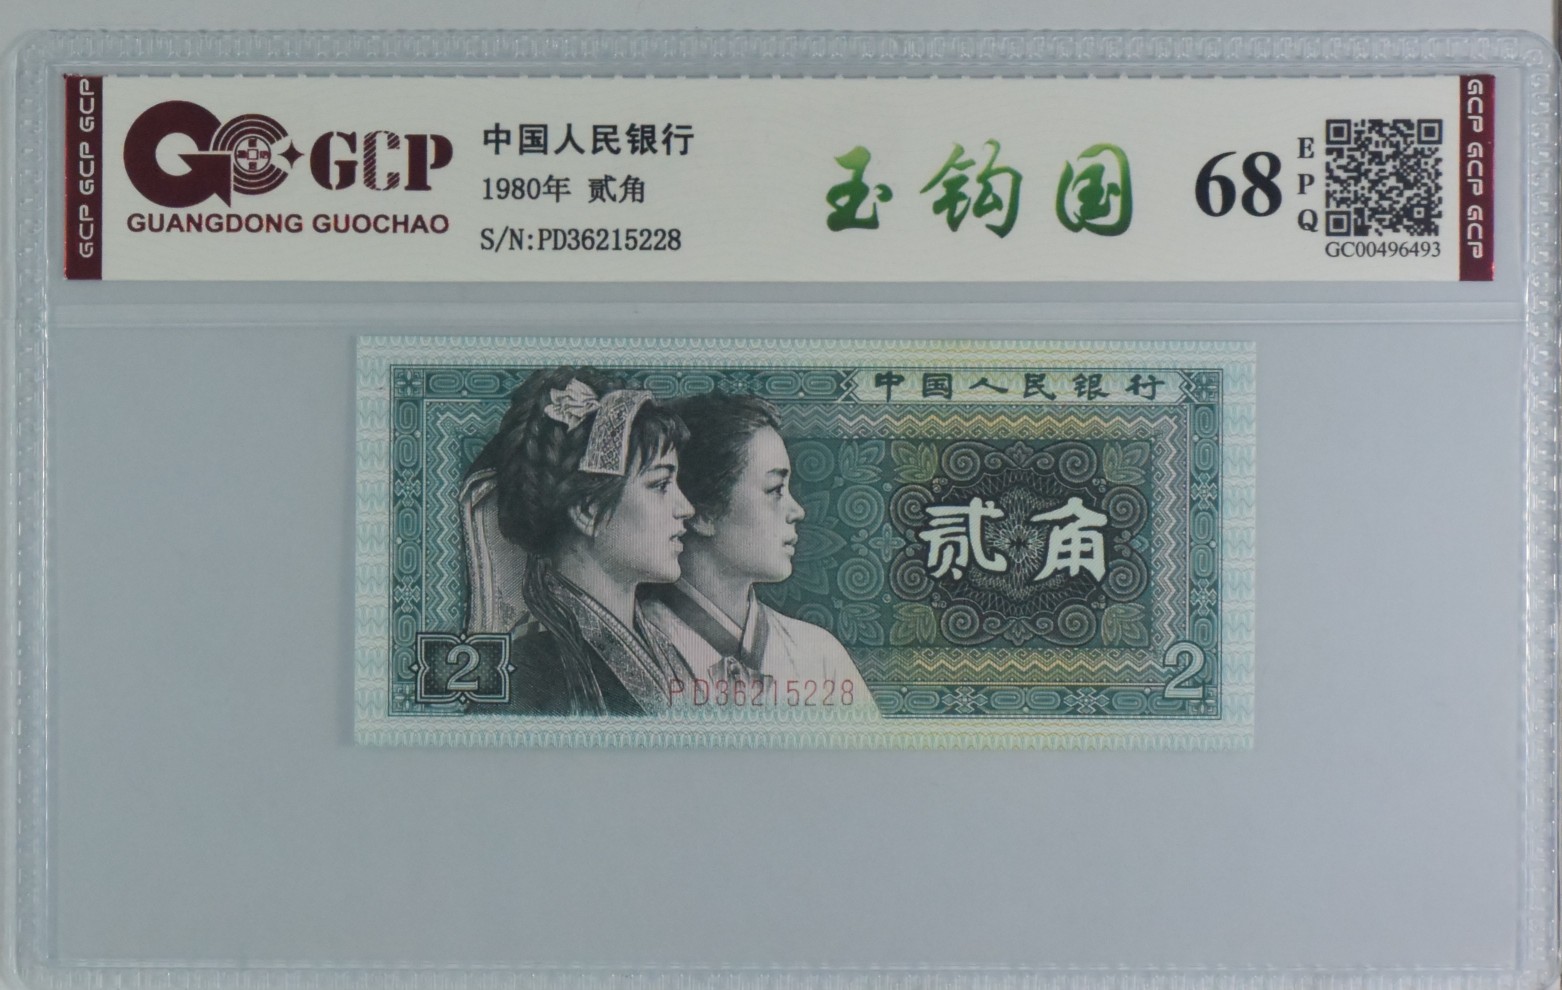 GCP GCP GCP
GCP
GUANGDONG GUOCHAO
中国人民银行
1980年 贰角
S/N:PD36215228
玉钩国
68
EPQ
GC00496493
GCP GCP GCP
中国人民银行
贰角
2
2
PD36215228